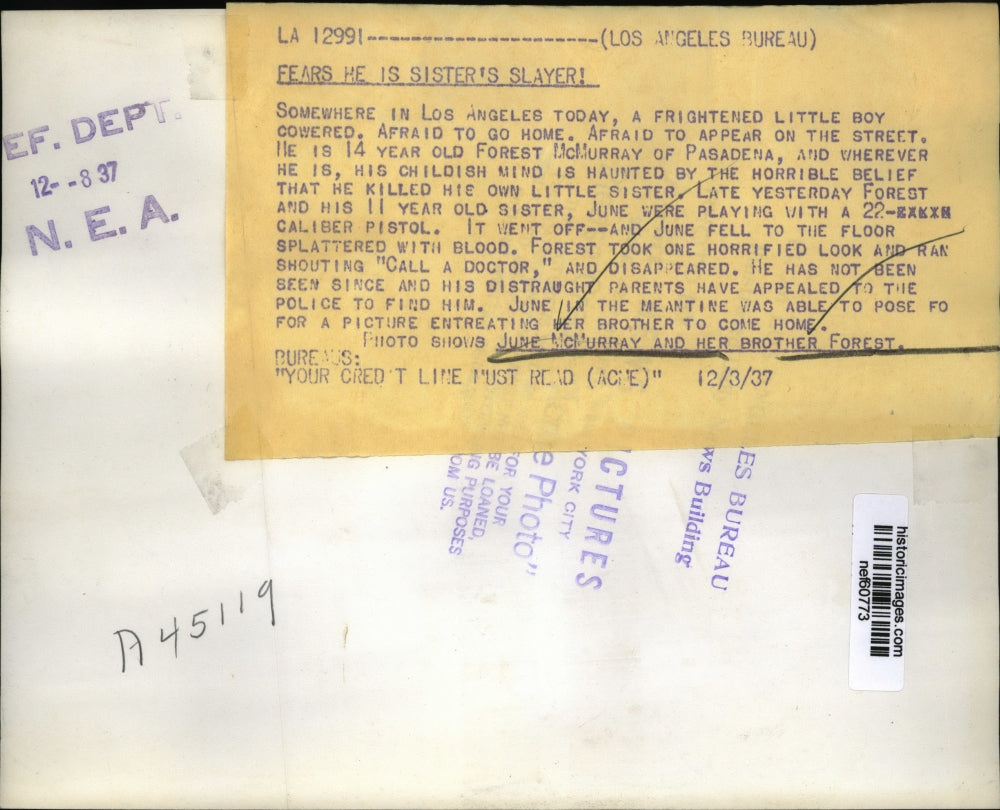 LA 12991-----------------------(LOS ANGELES BUREAU)
FEARS HE IS SISTER'S SLAYER!
SOMEWHERE IN LOS ANGELES TODAY, A FRIGHTENED LITTLE BOY
COWERED. AFRAID TO GO HOME. AFRAID TO APPEAR ON THE STREET.
HE IS 14 YEAR OLD FOREST MCMURRAY OF PASADENA, AND WHEREVER
HE IS, HIS CHILDISH MIND IS HAUNTED BY THE HORRIBLE BELIEF
THAT HE KILLED HIS OWN LITTLE SISTER. LATE YESTERDAY FOREST
AND HIS 11 YEAR OLD SISTER, JUNE WERE PLAYING WITH A 22-
CALIBER PISTOL. IT WENT OFF--AND JUNE FELL TO THE FLOOR
SPLATTERED WITH BLOOD. FOREST TOOK ONE HORRIFIED LOOK AND RAN
SHOUTING "CALL A DOCTOR," AND DISAPPEARED. HE HAS NOT BEEN
SEEN SINCE AND HIS DISTRAUGHT PARENTS HAVE APPEALED TO THE
POLICE TO FIND HIM. JUNE IN THE MEANTINE WAS ABLE TO POSE FO
FOR A PICTURE ENTREATING HER BROTHER TO COME HOME.
PHOTO SHOWS JUNE MCMURRAY AND HER BROTHER FOREST.
BUREAUS:
"YOUR CREDIT LINE MUST READ (ACME)" 12/3/37
EF. DEPT.
12--8 37
N. E. A.
ES BUREAU
ws Building
CTURES
YORK CITY
e Photo"
OR YOUR
BE LOANED,
G PURPOSES
OM US.
historicimages.com
nef60773
A45119